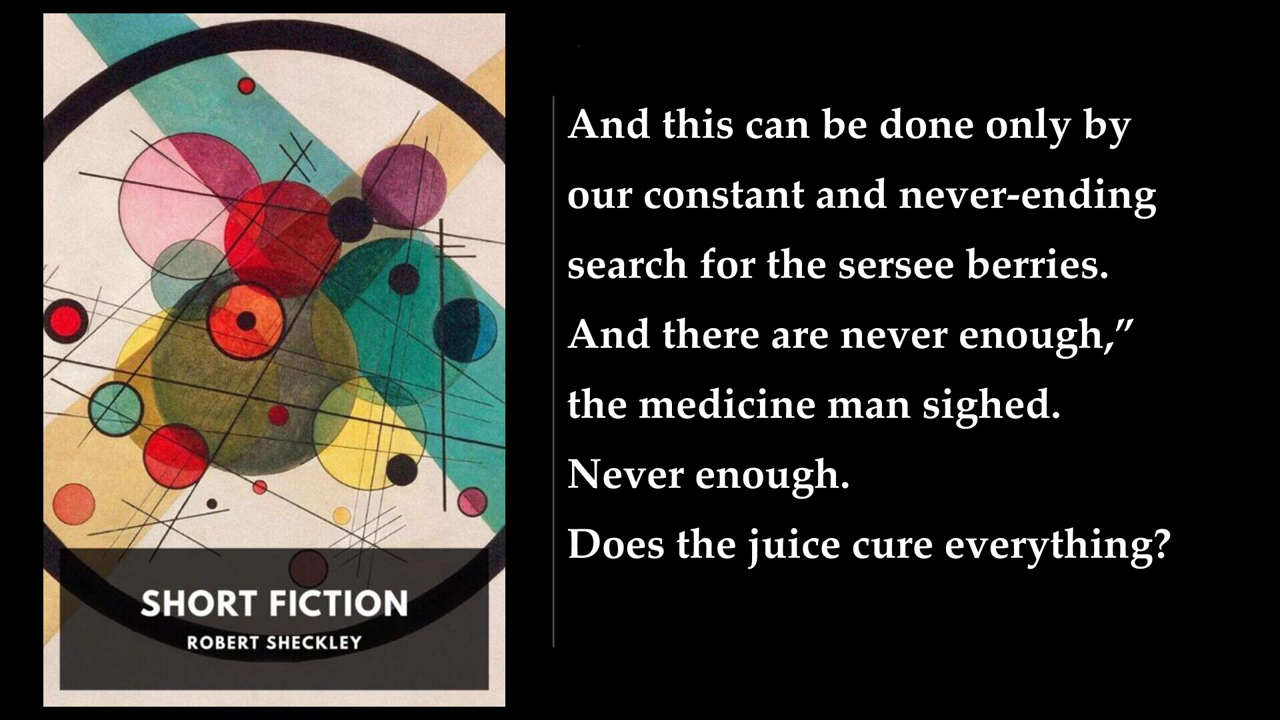 SHORT FICTION
ROBERT SHECKLEY
And this can be done only by
our constant and never-ending
search for the sersee berries.
And there are never enough,”
the medicine man sighed.
Never enough.
Does the juice cure everything?